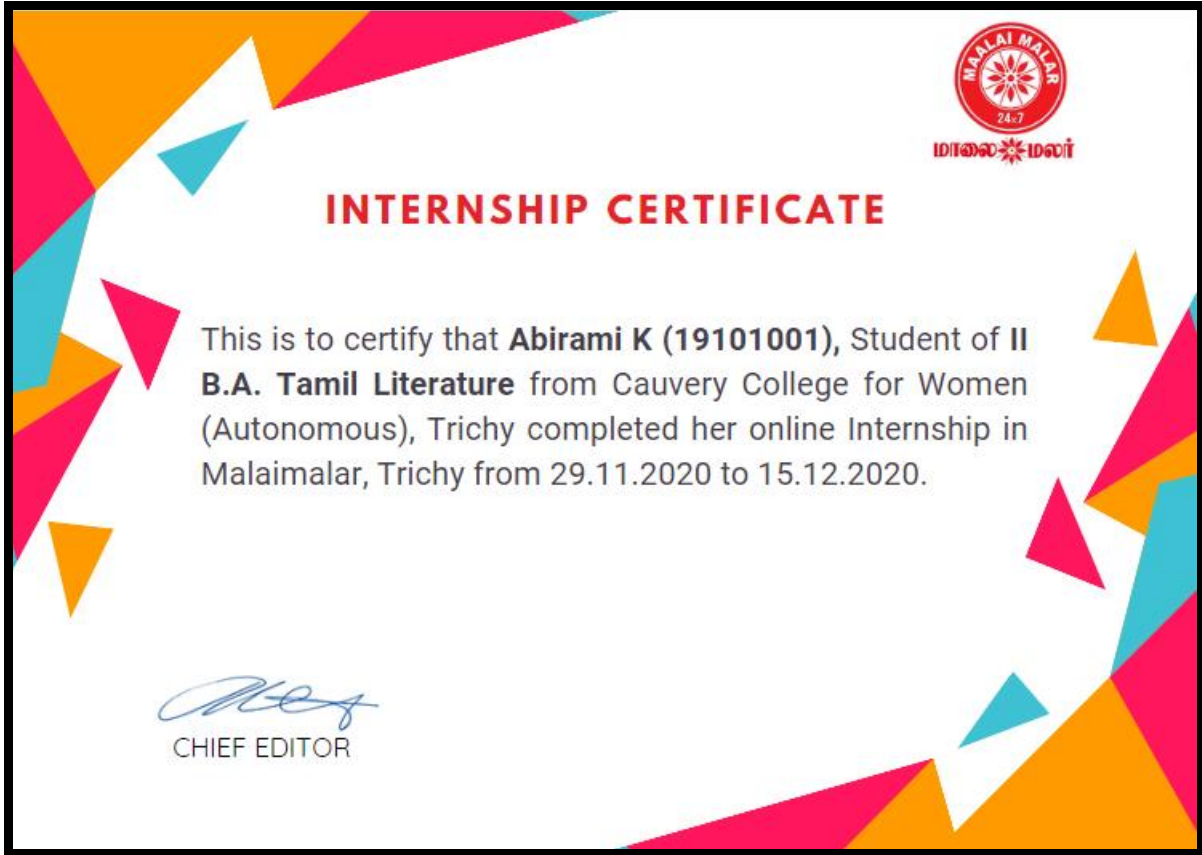 MAALAI MALAR
24x7
மாலை மலர்
INTERNSHIP CERTIFICATE
This is to certify that Abirami K (19101001), Student of II
B.A. Tamil Literature from Cauvery College for Women
(Autonomous), Trichy completed her online Internship in
Malaimalar, Trichy from 29.11.2020 to 15.12.2020.
CHIEF EDITOR